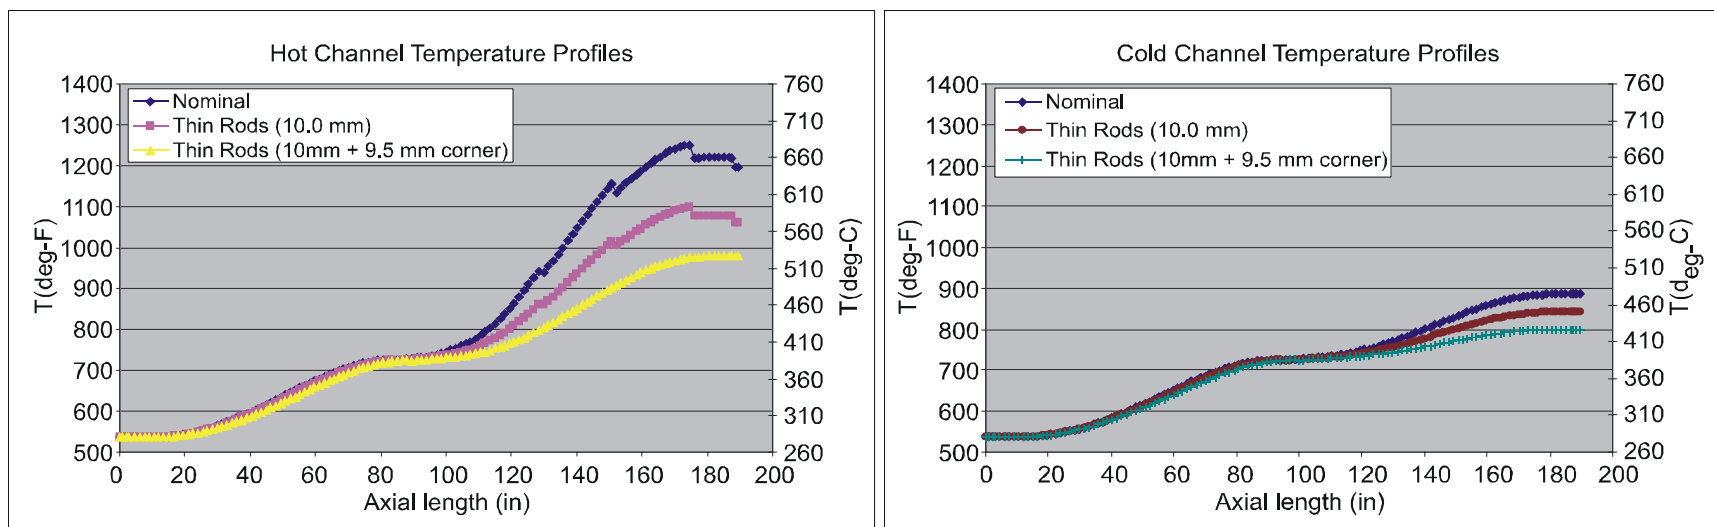 Hot Channel Temperature Profiles
1400
1300
1200
1100
1000
900
800
700
600
500
T(deg-F)
Nominal
Thin Rods (10.0 mm)
Thin Rods (10mm + 9.5 mm corner)
760
710
660
610
560
510
460
410
360
310
260
T(deg-C)
0 20 40 60 80 100 120 140 160 180 200
Axial length (in)
Cold Channel Temperature Profiles
1400
1300
1200
1100
1000
900
800
700
600
500
T(deg-F)
Nominal
Thin Rods (10.0 mm)
Thin Rods (10mm + 9.5 mm corner)
760
710
660
610
560
510
460
410
360
310
260
T(deg-C)
0 20 40 60 80 100 120 140 160 180 200
Axial length (in)